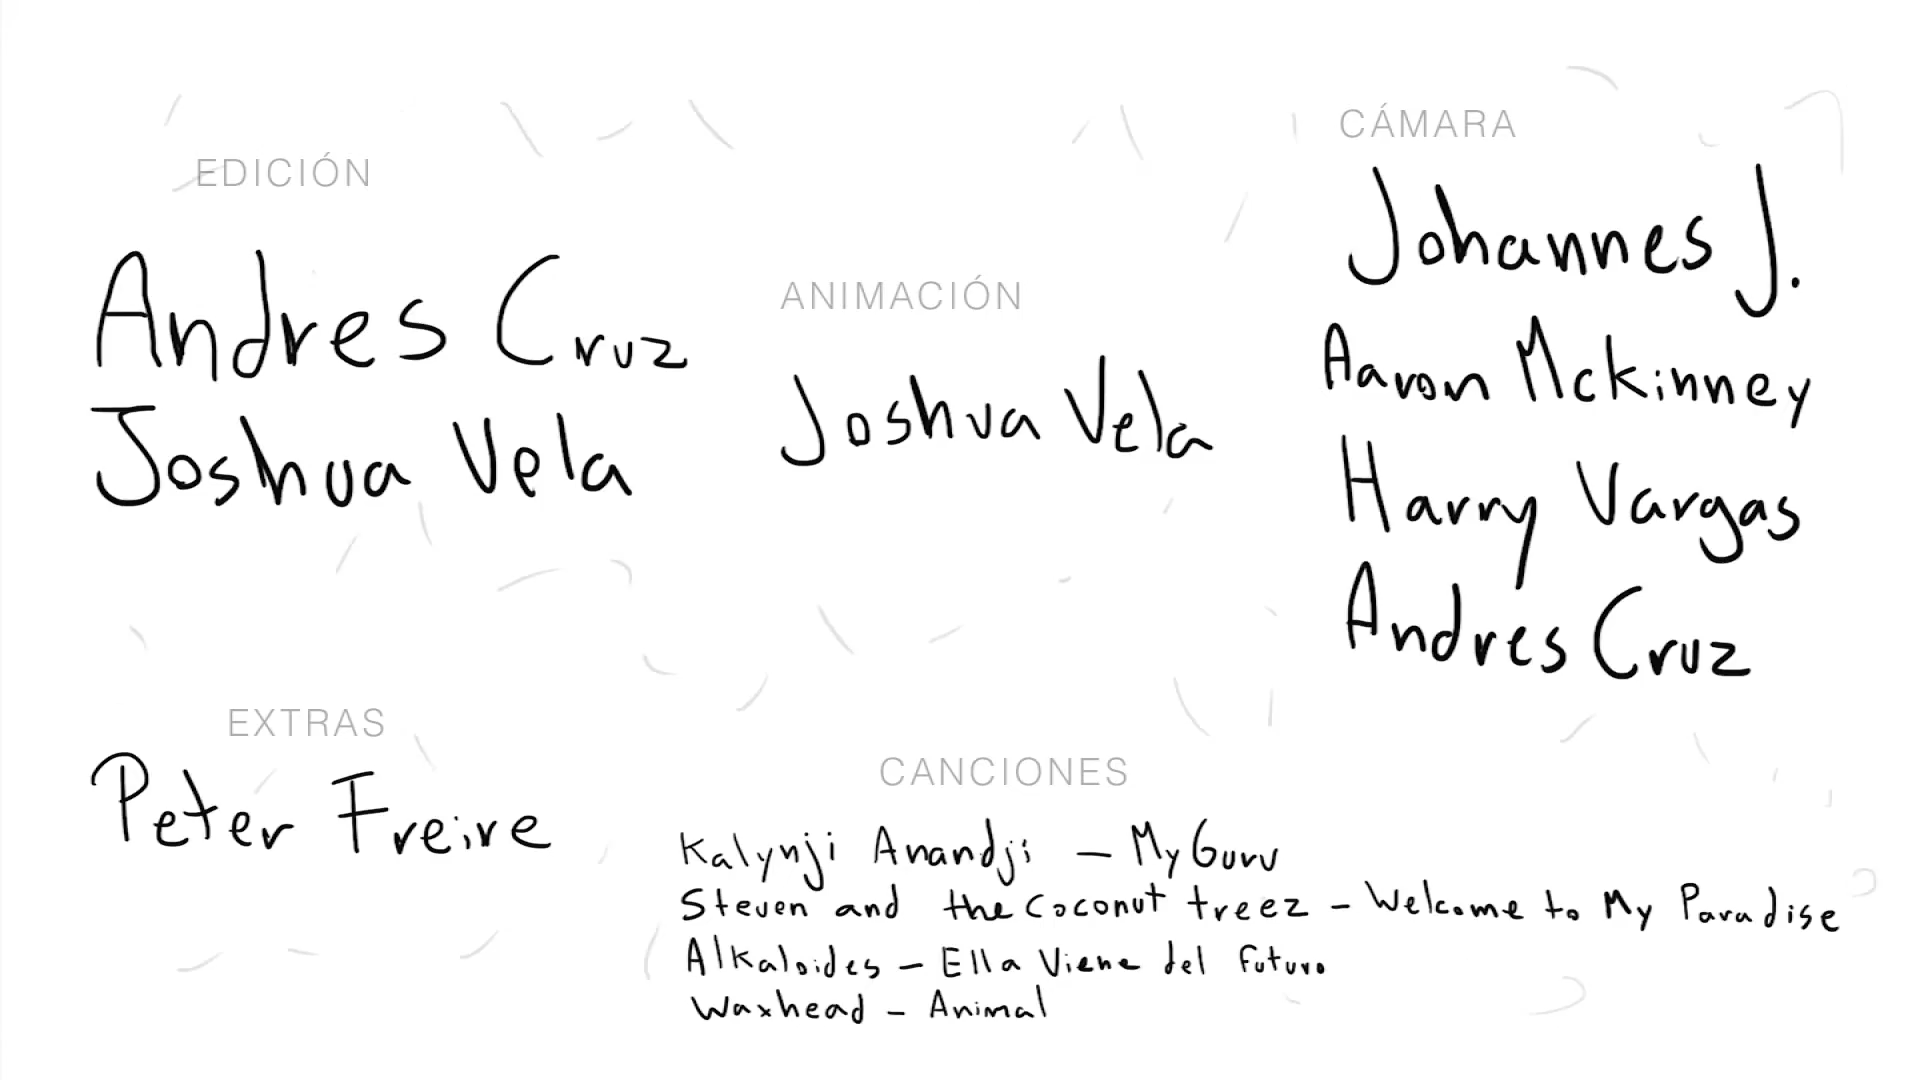 EDICIÓN
Andres Cruz
Joshua Vela
ANIMACIÓN
Joshua Vela
CÁMARA
Johannes J.
Aaron Mckinney
Harry Vargas
Andres Cruz
EXTRAS
Peter Freire
CANCIONES
Kalynji Anandji – My Guru
Steven and the Coconut treez – Welcome to My Paradise
Alkaloides – Ella Viene del Futuro
Waxhead – Animal